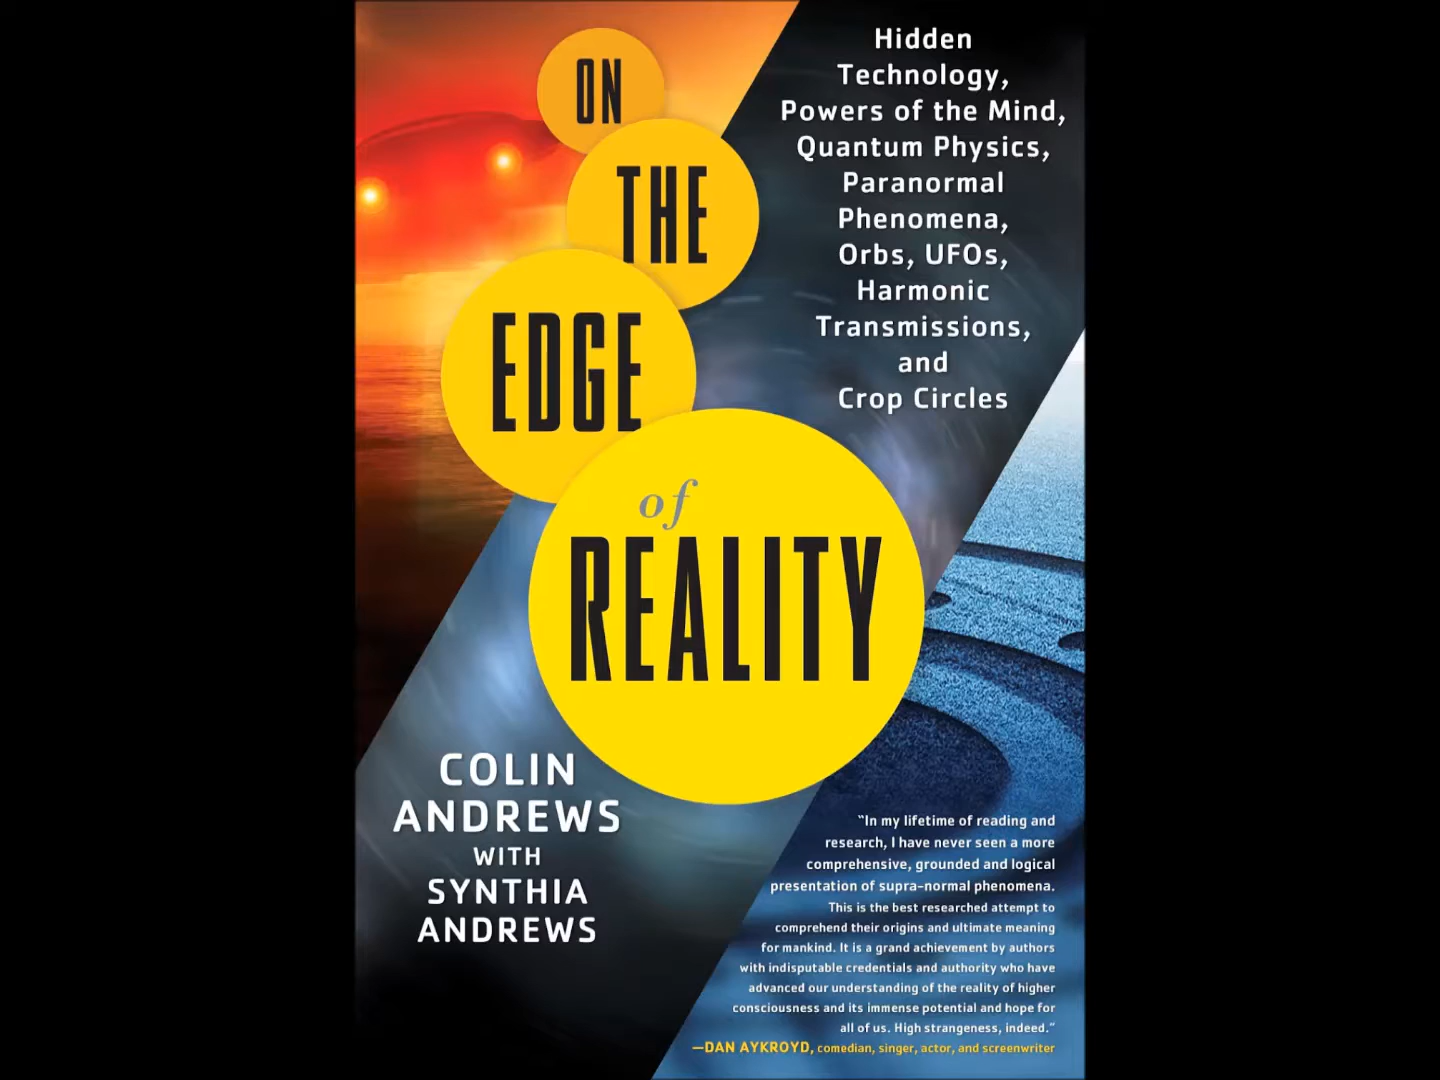 ON
THE
EDGE
of
REALITY
Hidden
Technology,
Powers of the Mind,
Quantum Physics,
Paranormal
Phenomena,
Orbs, UFOs,
Harmonic
Transmissions,
and
Crop Circles
COLIN
ANDREWS
WITH
SYNTHIA
ANDREWS
“In my lifetime of reading and
research, I have never seen a more
comprehensive, grounded and logical
presentation of supra-normal phenomena.
This is the best researched attempt to
comprehend their origins and ultimate meaning
for mankind. It is a grand achievement by authors
with indisputable credentials and authority who have
advanced our understanding of the reality of higher
consciousness and its immense potential and hope for
all of us. High strangeness, indeed.”
—DAN AYKROYD, comedian, singer, actor, and screenwriter